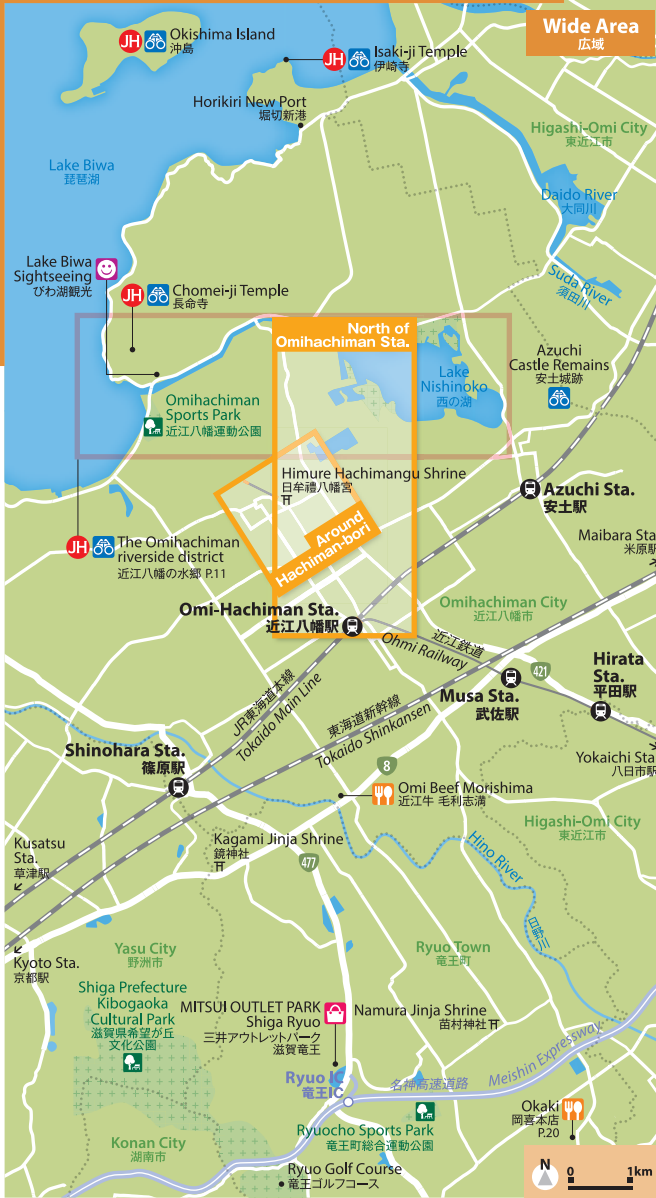 Wide Area
広域
JH
Okishima Island
沖島
JH
Isaki-ji Temple
伊崎寺
Horikiri New Port
堀切新港
Higashi-Omi City
東近江市
Lake Biwa
琵琶湖
Daido River
大同川
Lake Biwa
Sightseeing
びわ湖観光
Suda River
須田川
JH
Chomei-ji Temple
長命寺
North of
Omihachiman Sta.
Azuchi
Castle Remains
安土城跡
Lake
Nishinoko
西の湖
Omihachiman
Sports Park
近江八幡運動公園
Himure Hachimangu Shrine
日牟禮八幡宮
Azuchi Sta.
安土駅
Around
Hachiman-bori
JH
The Omihachiman
riverside district
近江八幡の水郷 P.11
Maibara Sta.
米原駅
Omihachiman City
近江八幡市
Omi-Hachiman Sta.
近江八幡駅
近江鉄道
Ohmi Railway
421
Hirata
Sta.
平田駅
Musa Sta.
武佐駅
JR東海道本線
Tokaido Main Line
東海道新幹線
Tokaido Shinkansen
Shinohara Sta.
篠原駅
8
Yokaichi Sta.
八日市駅
Omi Beef Morishima
近江牛 毛利志満
Higashi-Omi City
東近江市
Kusatsu
Sta.
草津駅
Kagami Jinja Shrine
鏡神社
477
Hino River
日野川
Kyoto Sta.
京都駅
Yasu City
野洲市
Ryuo Town
竜王町
Shiga Prefecture
Kibogaoka
Cultural Park
滋賀県希望が丘
文化公園
MITSUI OUTLET PARK
Shiga Ryuo
三井アウトレットパーク
滋賀竜王
Namura Jinja Shrine
苗村神社
Ryuo IC
竜王IC
名神高速道路
Meishin Expressway
Okaki
岡喜本店
P.20
Ryuocho Sports Park
竜王町総合運動公園
Konan City
湖南市
Ryuo Golf Course
竜王ゴルフコース
N
0
1km